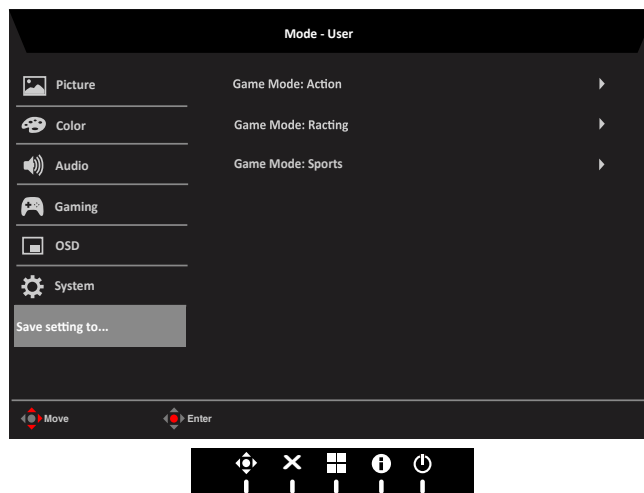 Mode - User
Picture
Game Mode: Action
Color
Game Mode: Racting
Audio
Game Mode: Sports
Gaming
OSD
System
Save setting to...
Move
Enter